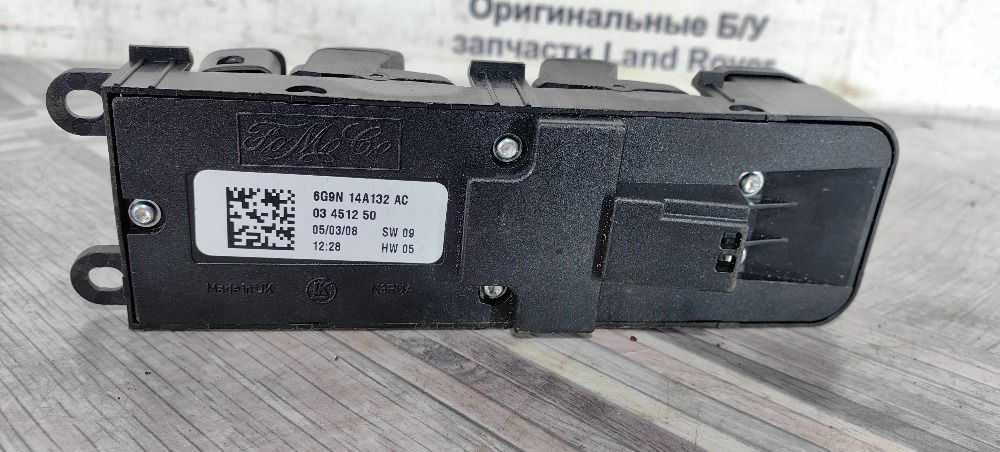 Оригинальные Б/У
запчасти Land Rover
FoMoCo
6G9N 14A132 AC
03 4512 50
05/03/08 SW 09
12:28 HW 05
Made in UK